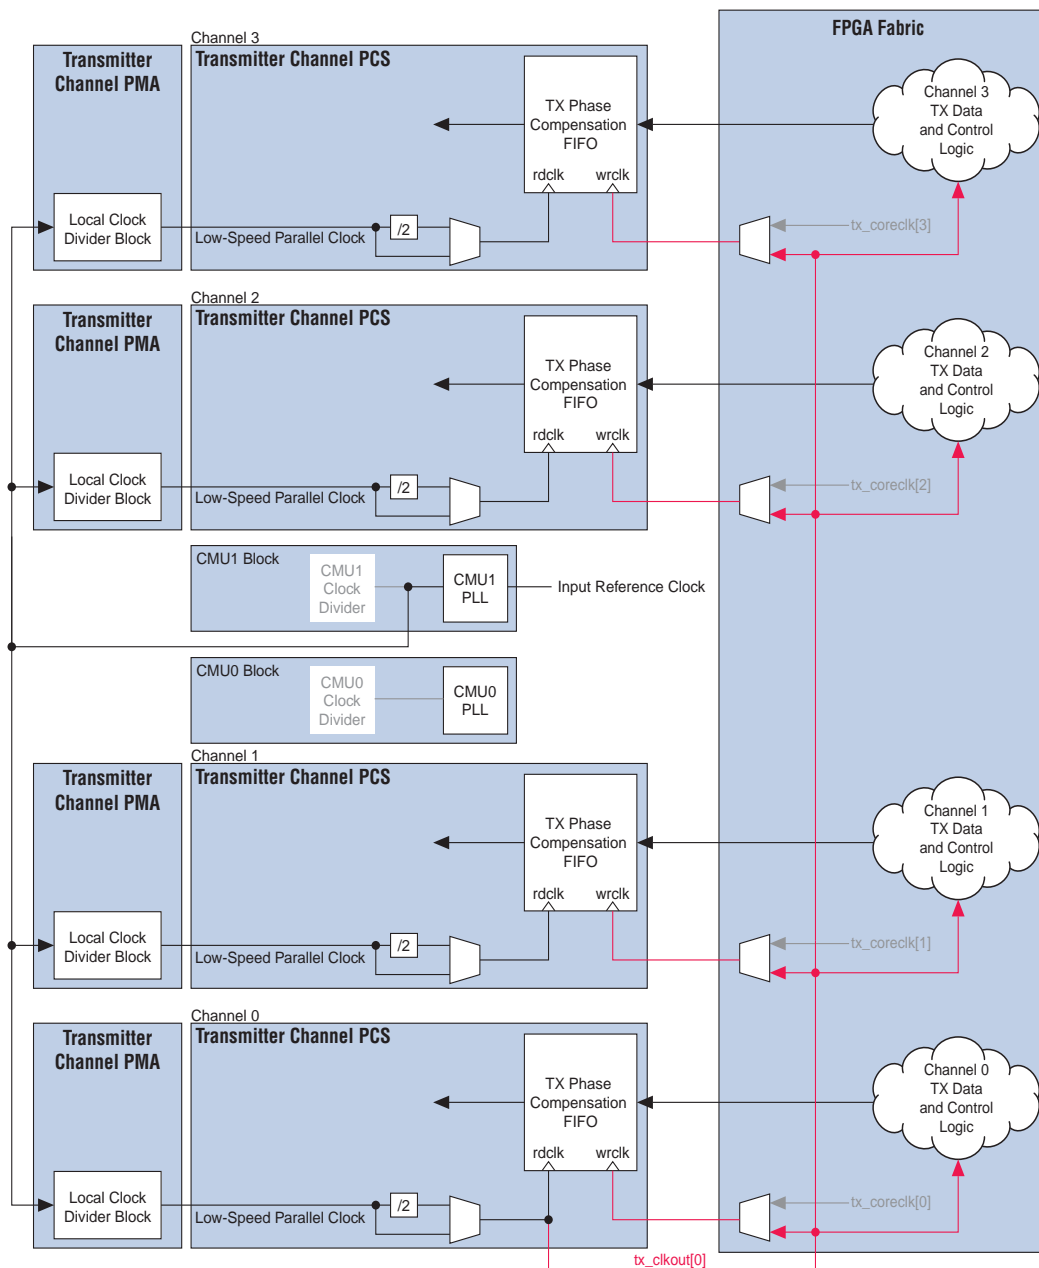 FPGA Fabric
Channel 3
Transmitter
Channel PMA
Transmitter Channel PCS
TX Phase
Compensation
FIFO
rdclk
wrclk
Channel 3
TX Data
and Control
Logic
Local Clock
Divider Block
Low-Speed Parallel Clock
/2
tx_coreclk[3]
Channel 2
Transmitter
Channel PMA
Transmitter Channel PCS
TX Phase
Compensation
FIFO
rdclk
wrclk
Channel 2
TX Data
and Control
Logic
Local Clock
Divider Block
Low-Speed Parallel Clock
/2
tx_coreclk[2]
CMU1 Block
CMU1
Clock
Divider
CMU1
PLL
Input Reference Clock
CMU0 Block
CMU0
Clock
Divider
CMU0
PLL
Channel 1
Transmitter
Channel PMA
Transmitter Channel PCS
TX Phase
Compensation
FIFO
rdclk
wrclk
Channel 1
TX Data
and Control
Logic
Local Clock
Divider Block
Low-Speed Parallel Clock
/2
tx_coreclk[1]
Channel 0
Transmitter
Channel PMA
Transmitter Channel PCS
TX Phase
Compensation
FIFO
rdclk
wrclk
Channel 0
TX Data
and Control
Logic
Local Clock
Divider Block
Low-Speed Parallel Clock
/2
tx_coreclk[0]
tx_clkout[0]